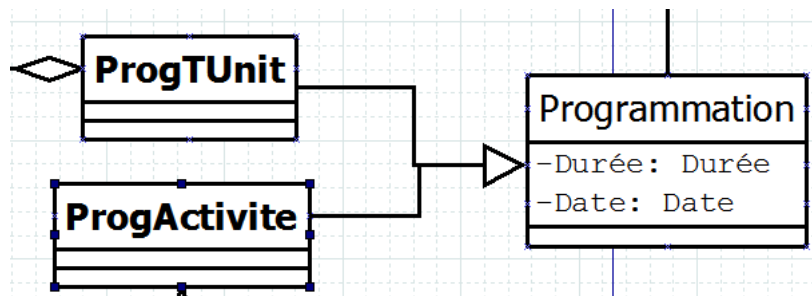 ProgTUnit
Programmation
-Durée: Durée
-Date: Date
ProgActivite